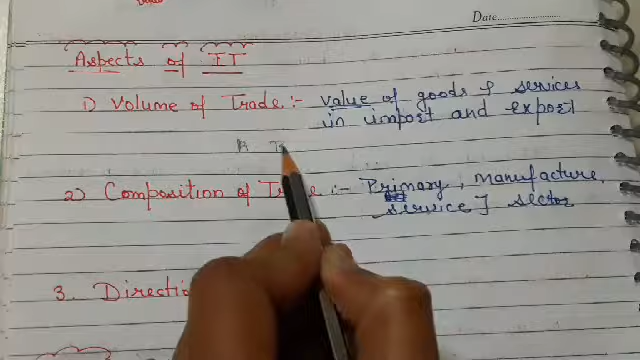 Date
Aspects of IT
1) Volume of Trade :- value of goods & services
in import and export
2) Composition of Trade :- Primary, manufacture,
service] sector
3. Directi